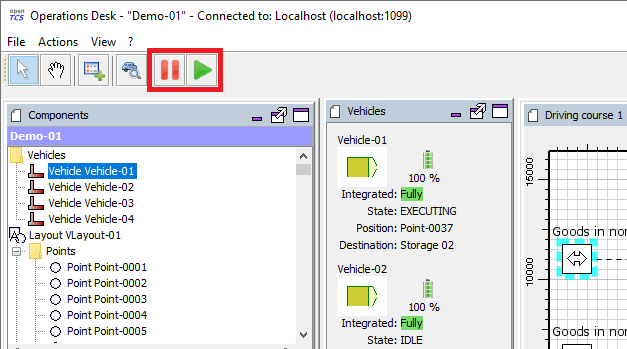 open
TCS
Operations Desk - "Demo-01" - Connected to: Localhost (localhost:1099)
File Actions View ?
Components
Demo-01
Vehicles
Vehicle Vehicle-01
Vehicle Vehicle-02
Vehicle Vehicle-03
Vehicle Vehicle-04
Layout VLayout-01
Points
Point Point-0001
Point Point-0002
Point Point-0003
Point Point-0004
Point Point-0005
Vehicles
Vehicle-01
100 %
Integrated: Fully
State: EXECUTING
Position: Point-0037
Destination: Storage 02
Vehicle-02
100 %
Integrated: Fully
State: IDLE
Driving course 1
15000
10000
Goods in nor
Goods in nor